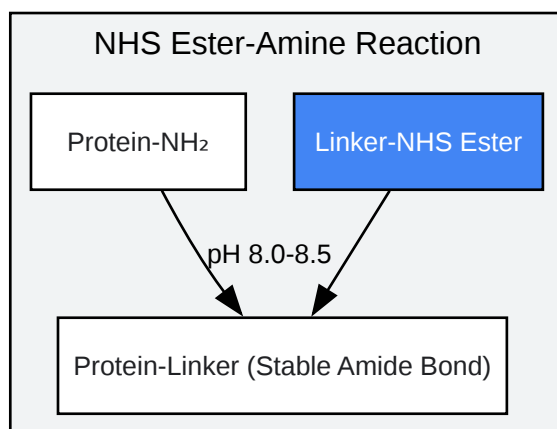 NHS Ester-Amine Reaction
Protein-NH₂
Linker-NHS Ester
pH 8.0-8.5
Protein-Linker (Stable Amide Bond)